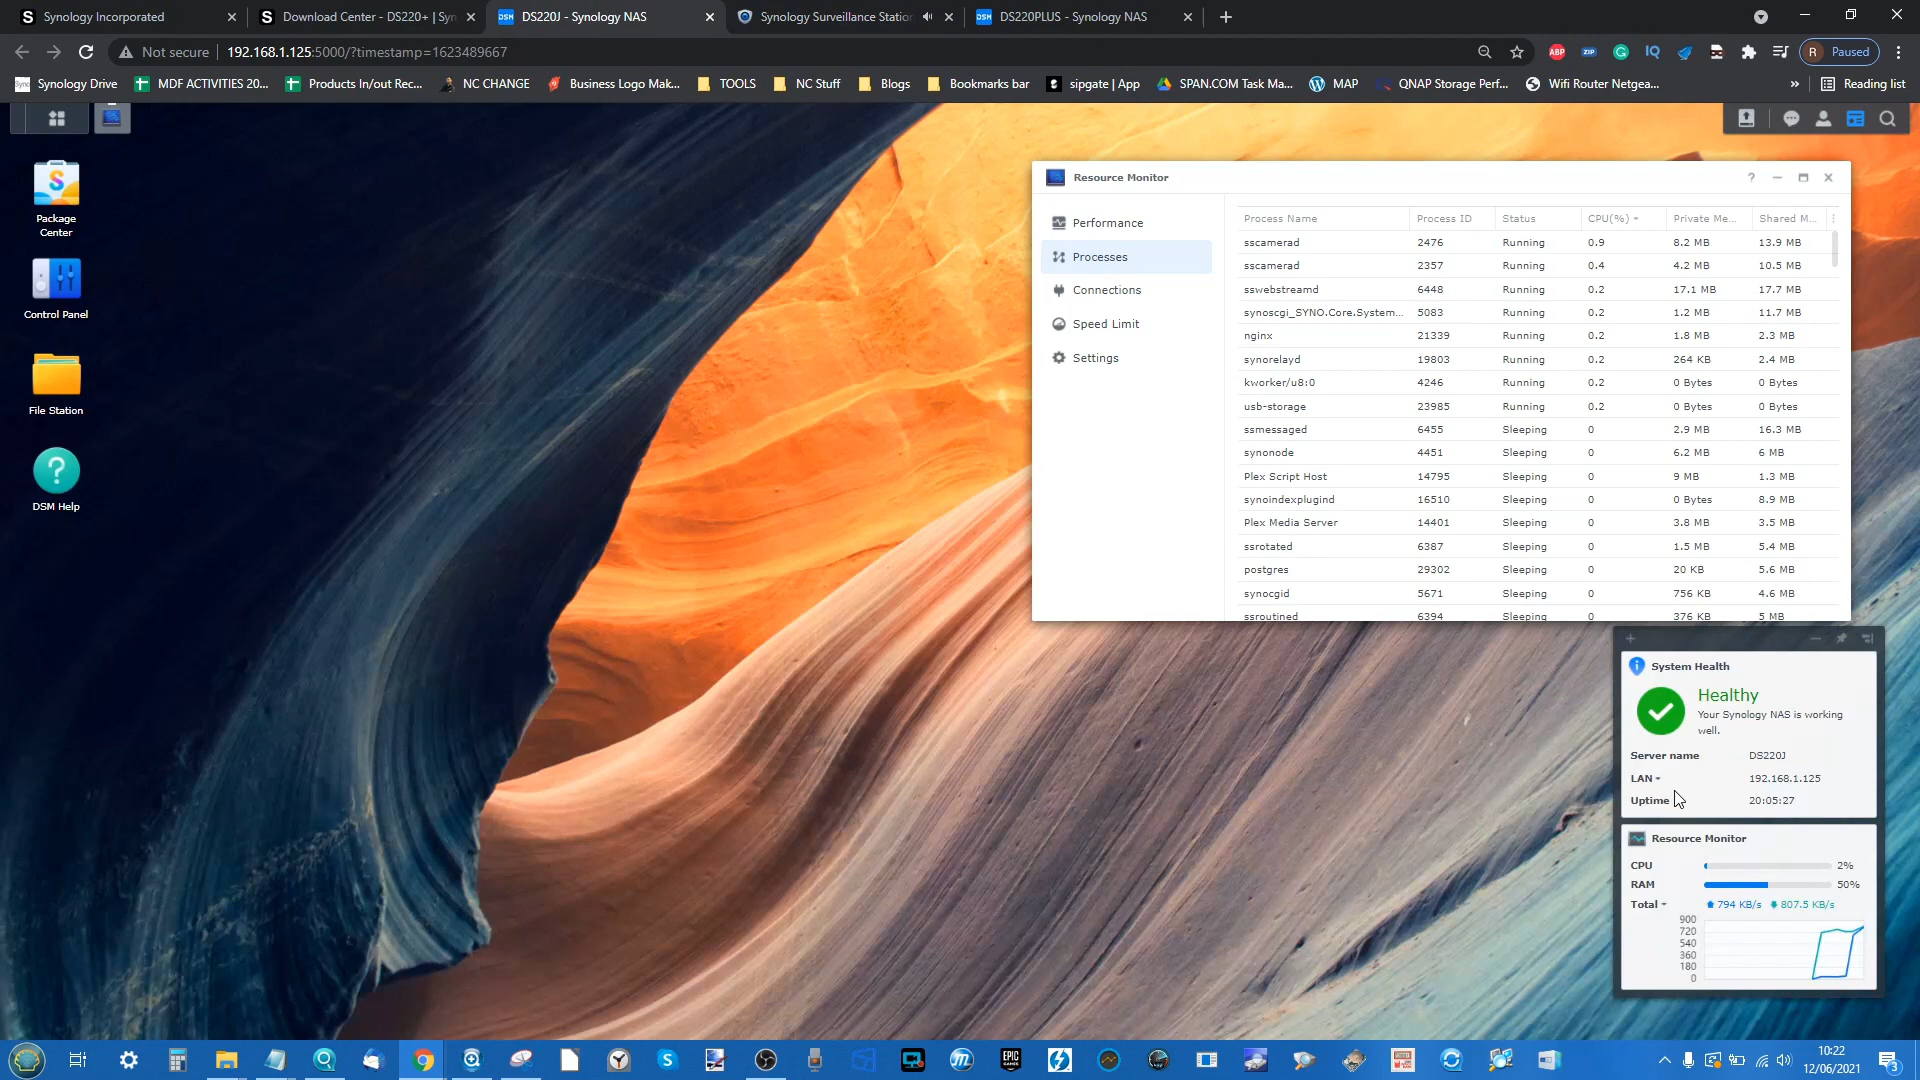 Synology Incorporated
Download Center - DS220+ | Syn
DS220J - Synology NAS
Synology Surveillance Station
DS220PLUS - Synology NAS
Not secure
192.168.1.125:5000/?timestamp=1623489667
ABP
ZIP
IQ
R
Paused
Synology Drive
MDF ACTIVITIES 20...
Products In/out Rec...
NC CHANGE
Business Logo Mak...
TOOLS
NC Stuff
Blogs
Bookmarks bar
sipgate | App
SPAN.COM Task Ma...
MAP
QNAP Storage Perf...
Wifi Router Netgea...
»
Reading list
Package
Center
Control Panel
File Station
DSM Help
Resource Monitor
Performance
Processes
Connections
Speed Limit
Settings
Process Name Process ID Status CPU(%) Private Me... Shared M...
sscamerad 2476 Running 0.9 8.2 MB 13.9 MB
sscamerad 2357 Running 0.4 4.2 MB 10.5 MB
sswebstreamd 6448 Running 0.2 17.1 MB 17.7 MB
synoscgi_SYNO.Core.System... 5083 Running 0.2 1.2 MB 11.7 MB
nginx 21339 Running 0.2 1.8 MB 2.3 MB
synorelayd 19803 Running 0.2 264 KB 2.4 MB
kworker/u8:0 4246 Running 0.2 0 Bytes 0 Bytes
usb-storage 23985 Running 0.2 0 Bytes 0 Bytes
ssmessaged 6455 Sleeping 0 2.9 MB 16.3 MB
synonode 4451 Sleeping 0 6.2 MB 6 MB
Plex Script Host 14795 Sleeping 0 9 MB 1.3 MB
synoindexplugind 16510 Sleeping 0 0 Bytes 8.9 MB
Plex Media Server 14401 Sleeping 0 3.8 MB 3.5 MB
ssrotated 6387 Sleeping 0 1.5 MB 5.4 MB
postgres 29302 Sleeping 0 20 KB 5.6 MB
synocgid 5671 Sleeping 0 756 KB 4.6 MB
ssroutined 6394 Sleeping 0 376 KB 5 MB
System Health
Healthy
Your Synology NAS is working
well.
Server name DS220J
LAN 192.168.1.125
Uptime 20:05:27
Resource Monitor
CPU 2%
RAM 50%
Total 794 KB/s 807.5 KB/s
900
720
540
360
180
0
EPIC
GAMES
10:22
12/06/2021
3